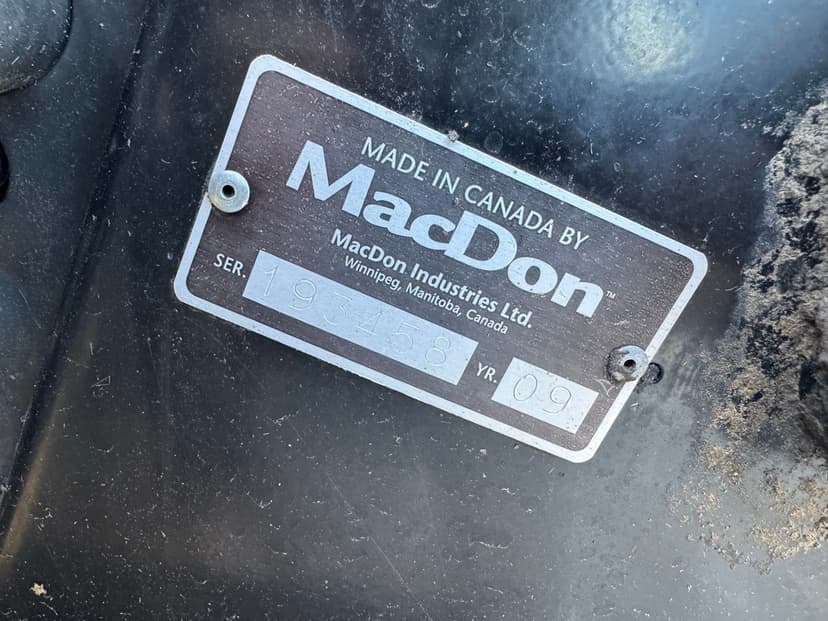 MADE IN CANADA BY
MacDon™
MacDon Industries Ltd.
Winnipeg, Manitoba, Canada
SER. 193458 YR. 09